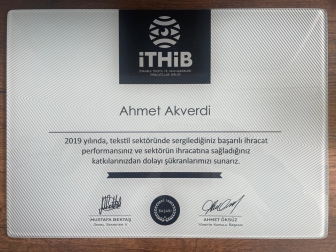 iTHiB
Ahmet Akverdi
2019 yılında, tekstil sektöründe sergilediğiniz başarılı ihracat
performansınız ve sektörün ihracatına sağladığınız
katkılarınızdan dolayı şükranlarımızı sunarız.
MUSTAFA BEKTAŞ
AHMET ÖKSÜZ